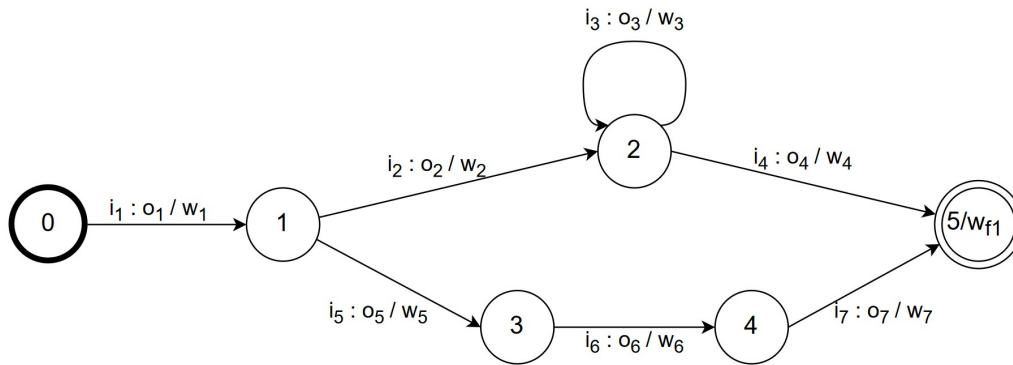 i₃ : o₃ / w₃
2
i₂ : o₂ / w₂
i₄ : o₄ / w₄
0
i₁ : o₁ / w₁
1
5/w_f1
i₅ : o₅ / w₅
3
i₆ : o₆ / w₆
4
i₇ : o₇ / w₇